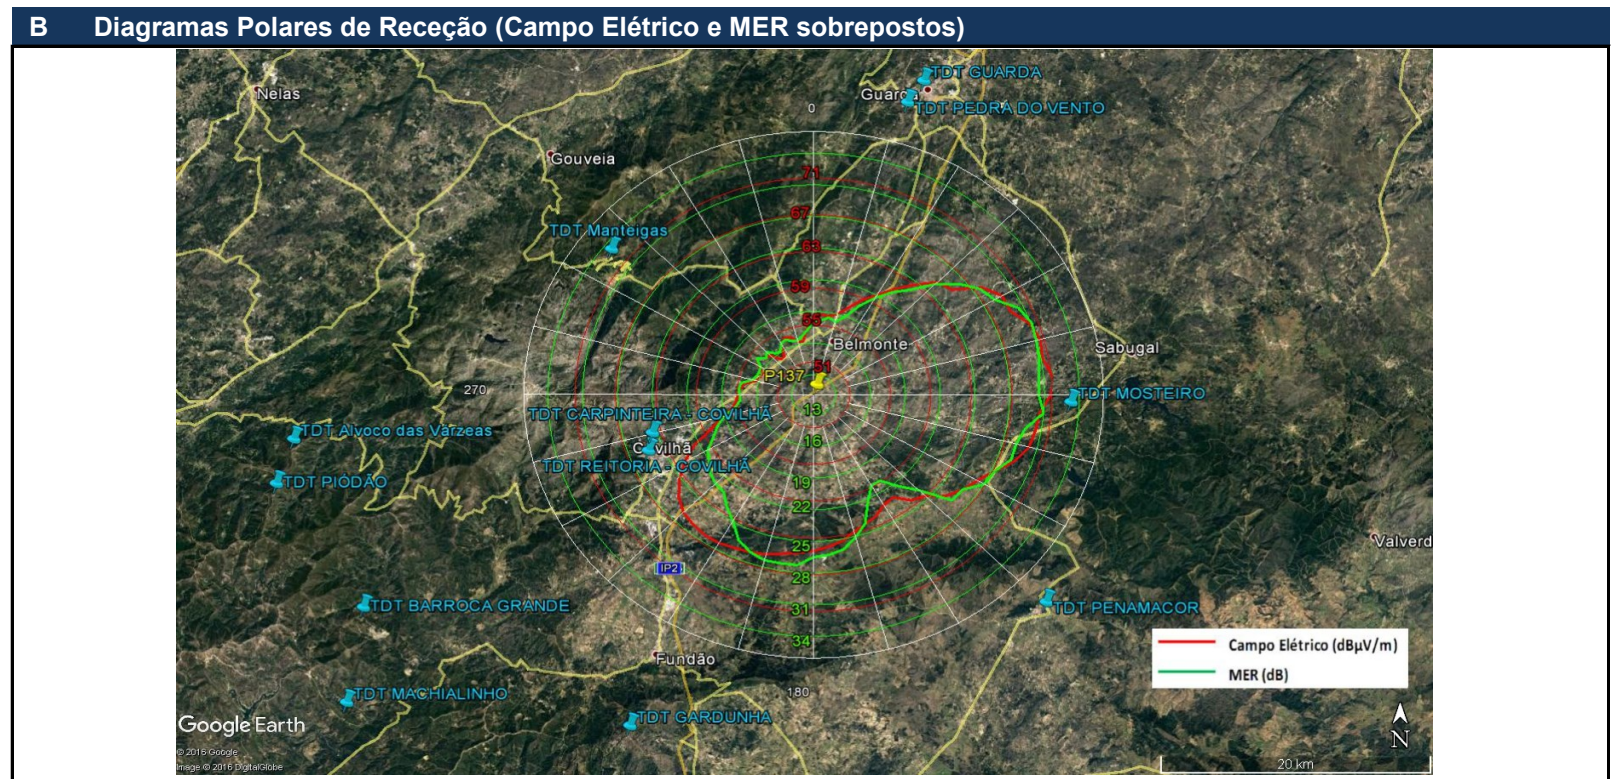 B Diagramas Polares de Receção (Campo Elétrico e MER sobrepostos)
TDT GUARDA
Nelas
Guarda
TDT PEDRA DO VENTO
0
Gouveia
71
67
TDT Manteigas
63
59
55
Belmonte
Sabugal
51
P137
270
TDT MOSTEIRO
13
TDT CARPINTEIRA - COVILHÃ
TDT Alvoco das Várzeas
16
Covilhã
TDT REITORIA - COVILHÃ
TDT PIÓDÃO
19
22
25
Valverd
IP2
28
TDT BARROCA GRANDE
31
TDT PENAMACOR
34
Campo Elétrico (dBµV/m)
MER (dB)
Fundão
TDT MACHIALINHO
180
TDT GARDUNHA
Google Earth
© 2016 Google
Image © 2016 DigitalGlobe
N
20 km